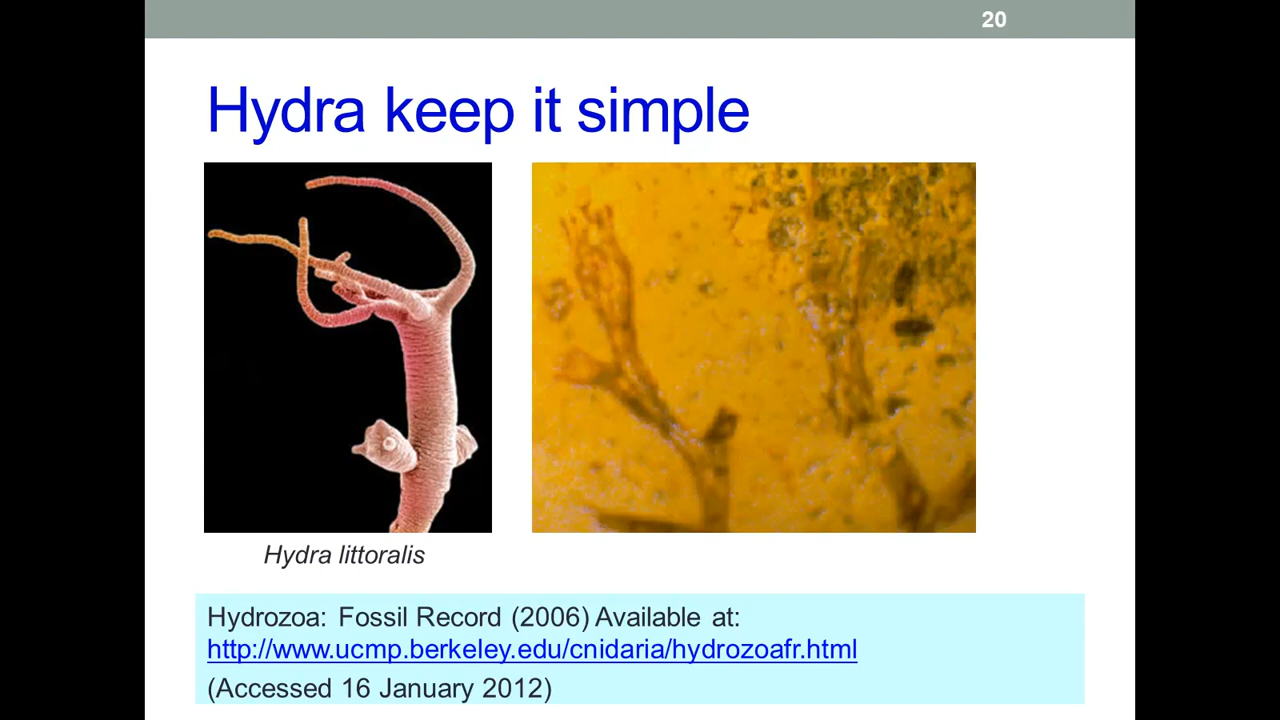 20
Hydra keep it simple
Hydra littoralis
Hydrozoa: Fossil Record (2006) Available at:
http://www.ucmp.berkeley.edu/cnidaria/hydrozoafr.html
(Accessed 16 January 2012)